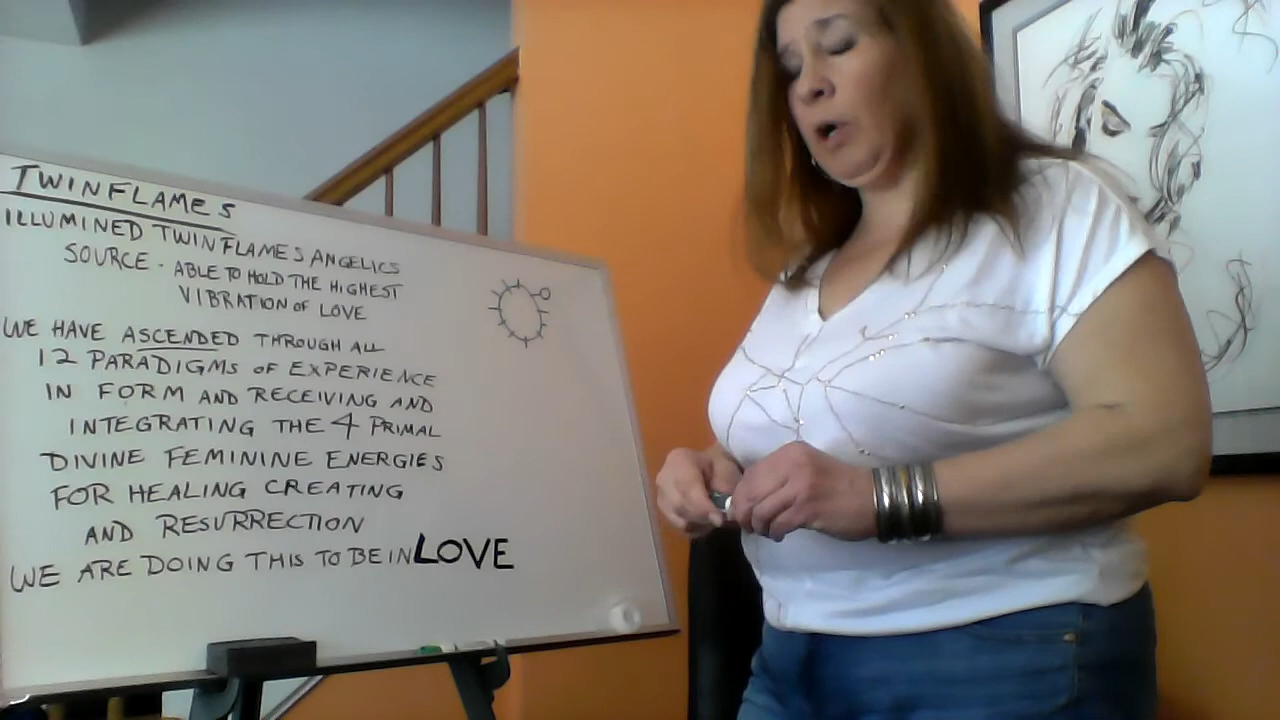 TWINFLAMES
ILLUMINED TWINFLAMES ANGELICS
SOURCE - ABLE TO HOLD THE HIGHEST
VIBRATION OF LOVE
WE HAVE ASCENDED THROUGH ALL
12 PARADIGMS OF EXPERIENCE
IN FORM AND RECEIVING AND
INTEGRATING THE 4 PRIMAL
DIVINE FEMININE ENERGIES
FOR HEALING CREATING
AND RESURRECTION
WE ARE DOING THIS TO BE IN LOVE